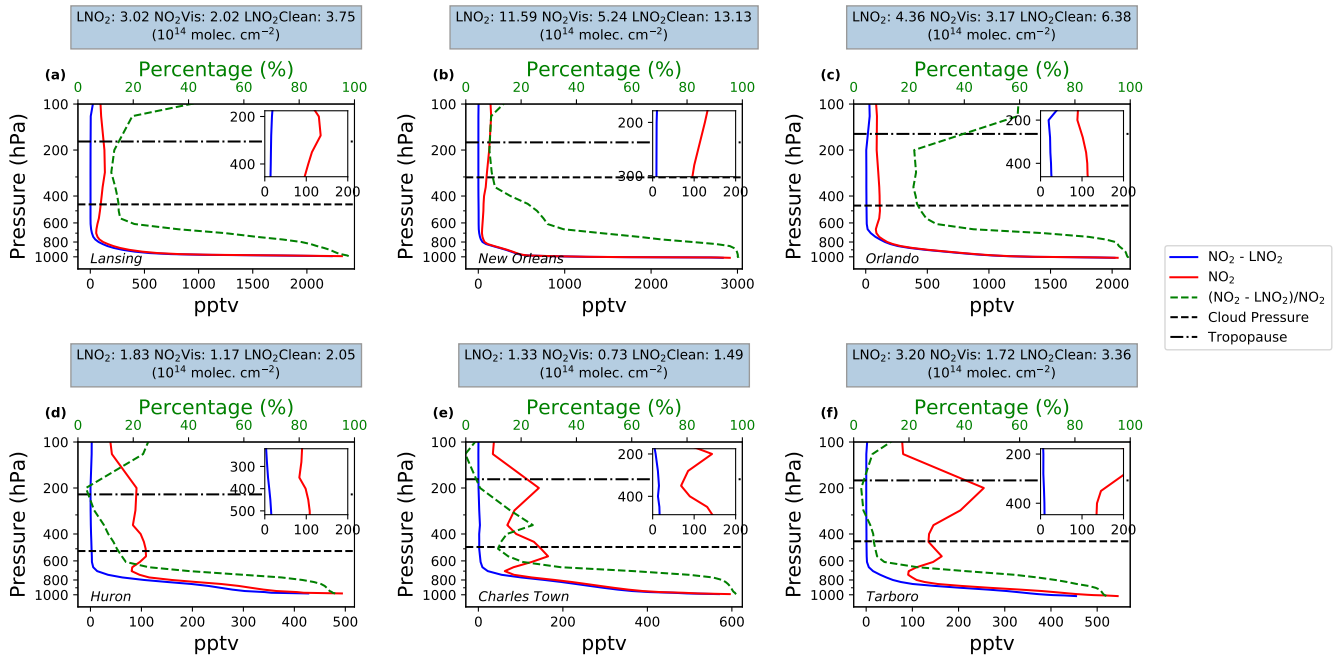 LNO₂: 3.02 NO₂Vis: 2.02 LNO₂Clean: 3.75
(10¹⁴ molec. cm⁻²)
(a)
Percentage (%)
0 20 40 60 80 100
100
200
400
600
800
1000
Pressure (hPa)
200
400
0 100 200
Lansing
0 500 1000 1500 2000
pptv
LNO₂: 11.59 NO₂Vis: 5.24 LNO₂Clean: 13.13
(10¹⁴ molec. cm⁻²)
(b)
Percentage (%)
0 20 40 60 80 100
100
200
400
600
800
1000
Pressure (hPa)
200
300
0 100 200
New Orleans
0 1000 2000 3000
pptv
LNO₂: 4.36 NO₂Vis: 3.17 LNO₂Clean: 6.38
(10¹⁴ molec. cm⁻²)
(c)
Percentage (%)
0 20 40 60 80 100
100
200
400
600
800
1000
Pressure (hPa)
200
400
0 100 200
Orlando
0 500 1000 1500 2000
pptv
NO₂ - LNO₂
NO₂
(NO₂ - LNO₂)/NO₂
Cloud Pressure
Tropopause
LNO₂: 1.83 NO₂Vis: 1.17 LNO₂Clean: 2.05
(10¹⁴ molec. cm⁻²)
(d)
Percentage (%)
0 20 40 60 80 100
100
200
400
600
800
1000
Pressure (hPa)
300
400
500
0 100 200
Huron
0 100 200 300 400 500
pptv
LNO₂: 1.33 NO₂Vis: 0.73 LNO₂Clean: 1.49
(10¹⁴ molec. cm⁻²)
(e)
Percentage (%)
0 20 40 60 80 100
100
200
400
600
800
1000
Pressure (hPa)
200
400
0 100 200
Charles Town
0 200 400 600
pptv
LNO₂: 3.20 NO₂Vis: 1.72 LNO₂Clean: 3.36
(10¹⁴ molec. cm⁻²)
(f)
Percentage (%)
0 20 40 60 80 100
100
200
400
600
800
1000
Pressure (hPa)
200
400
0 100 200
Tarboro
0 100 200 300 400 500
pptv